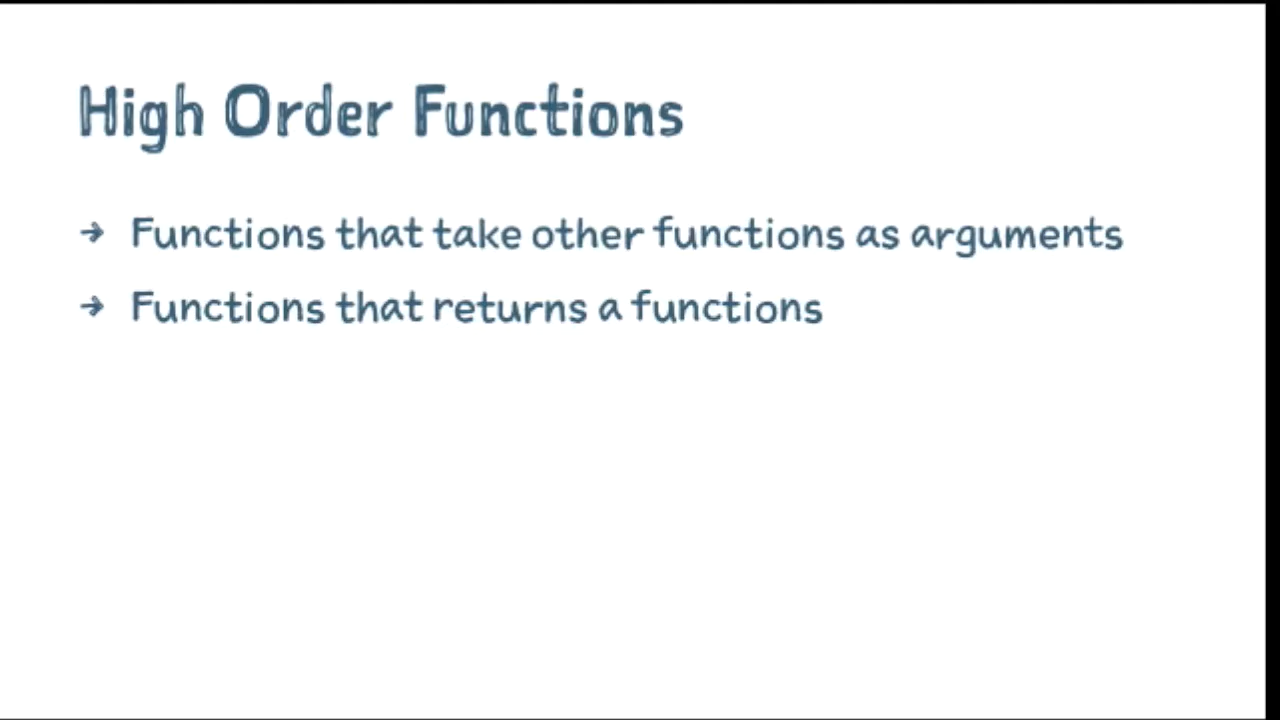 High Order Functions
→ Functions that take other functions as arguments
→ Functions that returns a functions